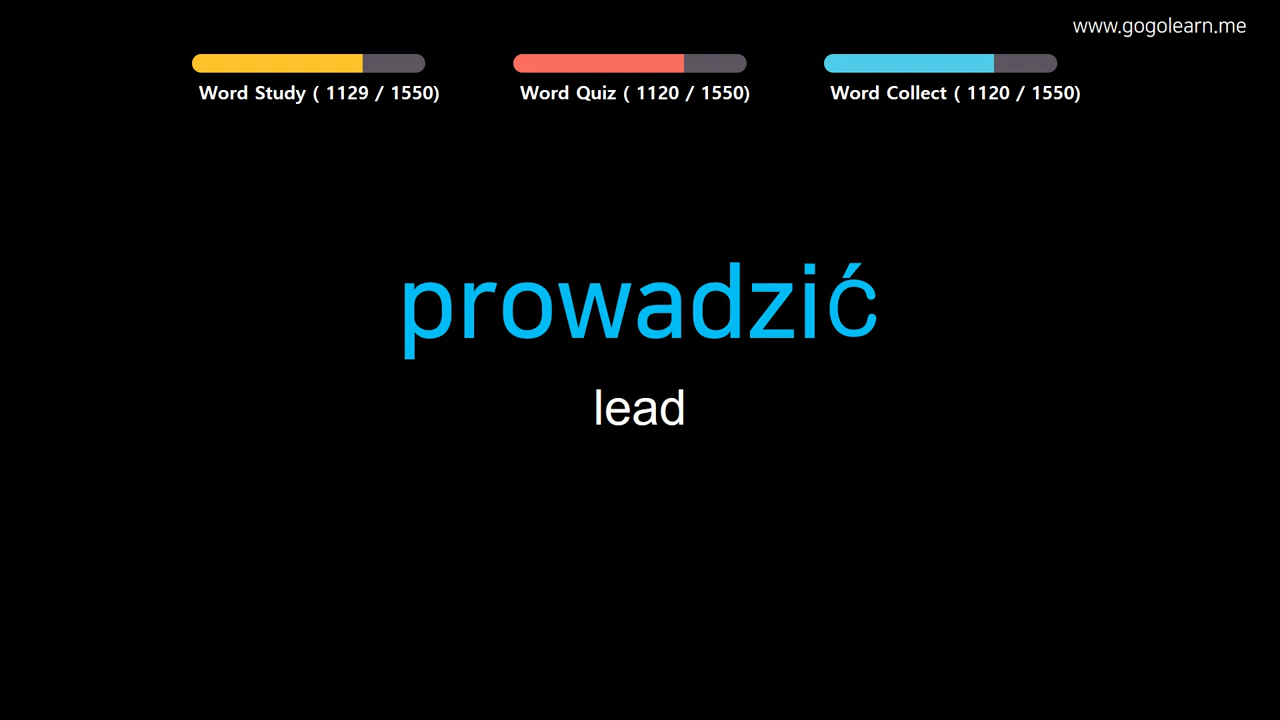 www.gogolearn.me
Word Study ( 1129 / 1550)
Word Quiz ( 1120 / 1550)
Word Collect ( 1120 / 1550)
prowadzić
lead